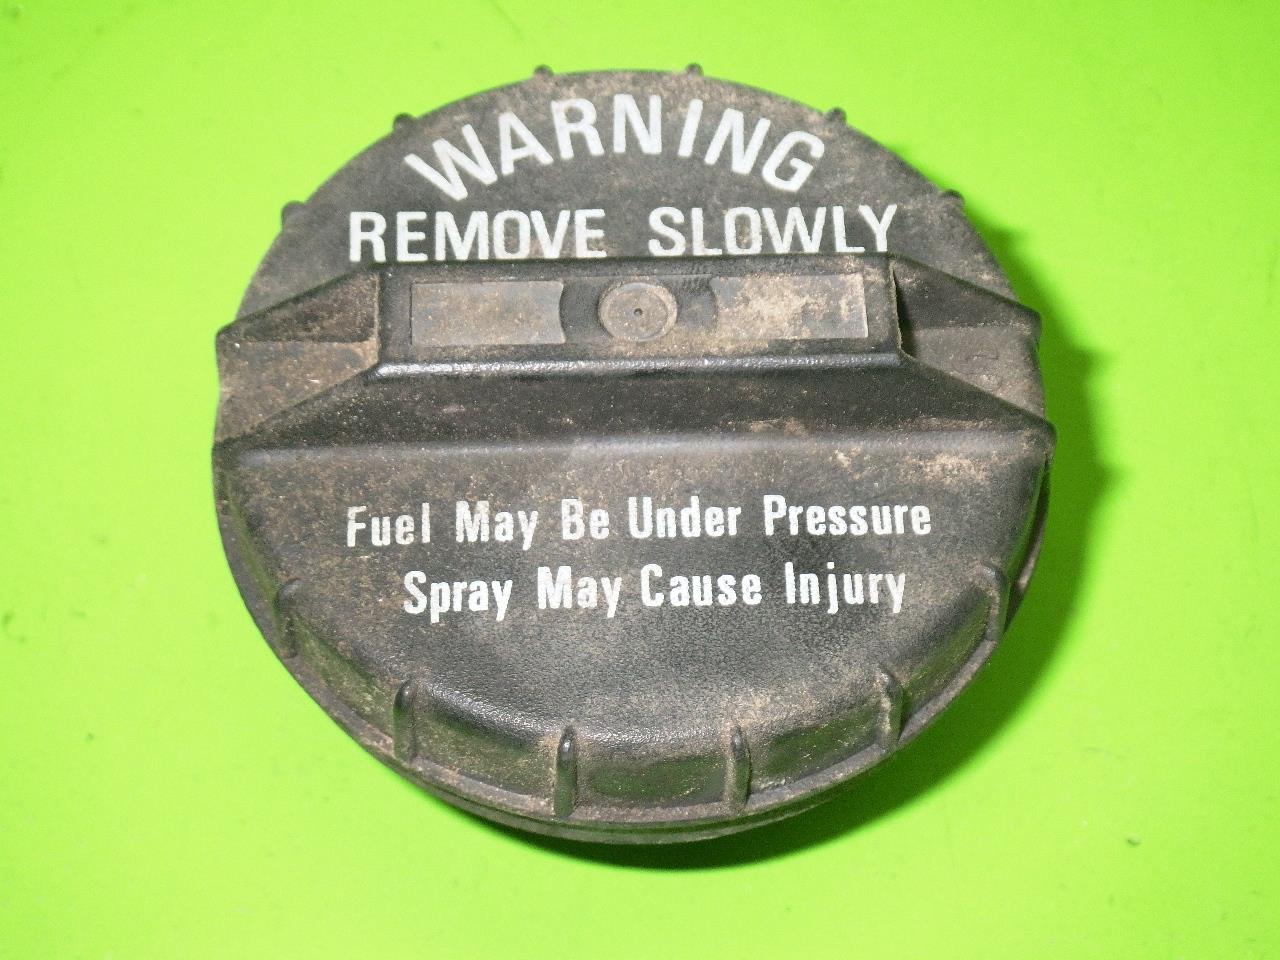 WARNING
REMOVE SLOWLY
Fuel May Be Under Pressure
Spray May Cause Injury